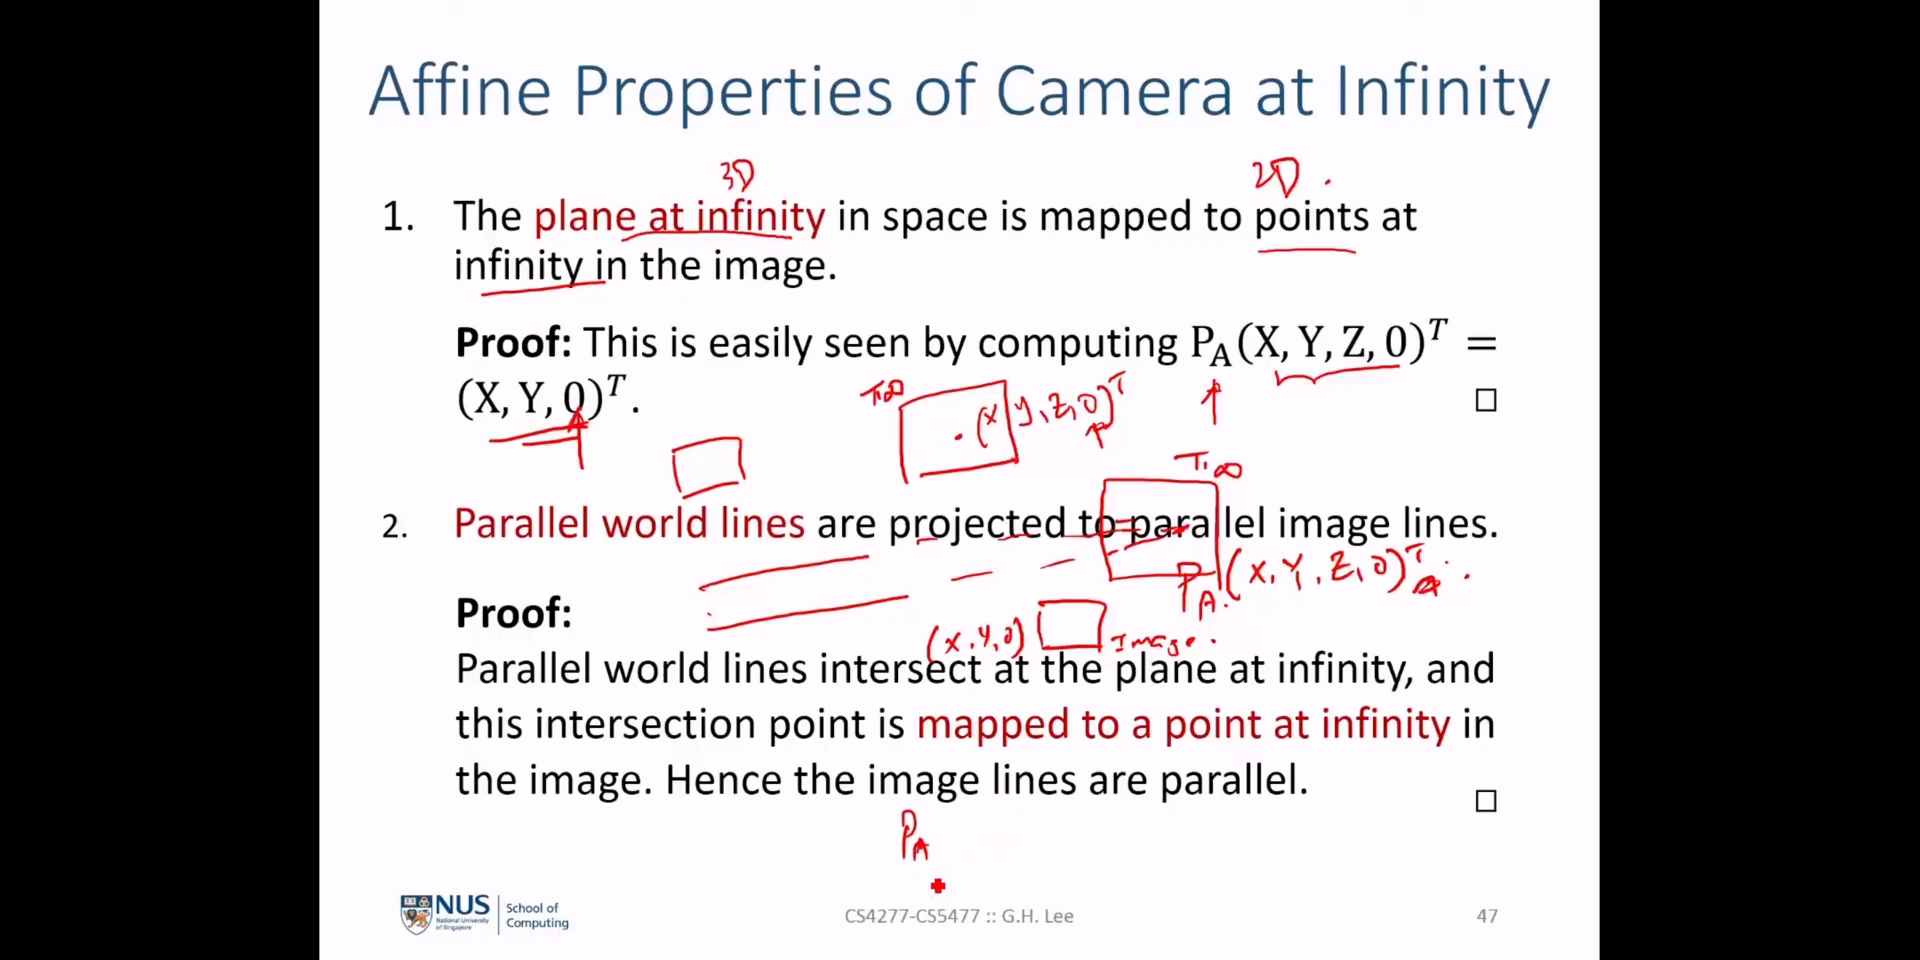 Affine Properties of Camera at Infinity
3D
2D
1. The plane at infinity in space is mapped to points at
infinity in the image.
Proof: This is easily seen by computing P_A(X, Y, Z, 0)^T =
(X, Y, 0)^T.
π∞
(X, Y, Z, 0)^T
π∞
2. Parallel world lines are projected to parallel image lines.
P_A (X, Y, Z, 0)^T
Proof:
(X, Y, 0)
Image.
Parallel world lines intersect at the plane at infinity, and
this intersection point is mapped to a point at infinity in
the image. Hence the image lines are parallel.
P_A
NUS
National University
of Singapore
School of
Computing
CS4277-CS5477 :: G.H. Lee
47